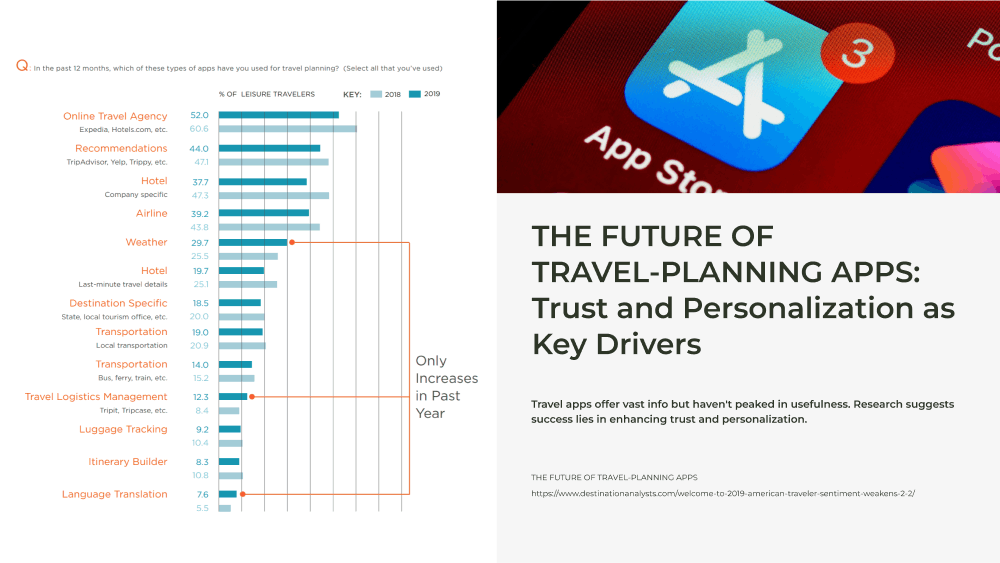 Q: In the past 12 months, which of these types of apps have you used for travel planning? (Select all that you've used)
% OF LEISURE TRAVELERS KEY: 2018 2019
Online Travel Agency 52.0
Expedia, Hotels.com, etc. 60.6
Recommendations 44.0
TripAdvisor, Yelp, Trippy, etc. 47.1
Hotel 37.7
Company specific 47.3
Airline 39.2
43.8
Weather 29.7
25.5
Hotel 19.7
Last-minute travel details 25.1
Destination Specific 18.5
State, local tourism office, etc. 20.0
Transportation 19.0
Local transportation 20.9
Transportation 14.0
Bus, ferry, train, etc. 15.2
Travel Logistics Management 12.3
Tripit, Tripcase, etc. 8.4
Luggage Tracking 9.2
10.4
Itinerary Builder 8.3
10.8
Language Translation 7.6
5.5
Only
Increases
in Past
Year
3
Po
App Stor
THE FUTURE OF
TRAVEL-PLANNING APPS:
Trust and Personalization as
Key Drivers
Travel apps offer vast info but haven't peaked in usefulness. Research suggests
success lies in enhancing trust and personalization.
THE FUTURE OF TRAVEL-PLANNING APPS
https://www.destinationanalysts.com/welcome-to-2019-american-traveler-sentiment-weakens-2-2/